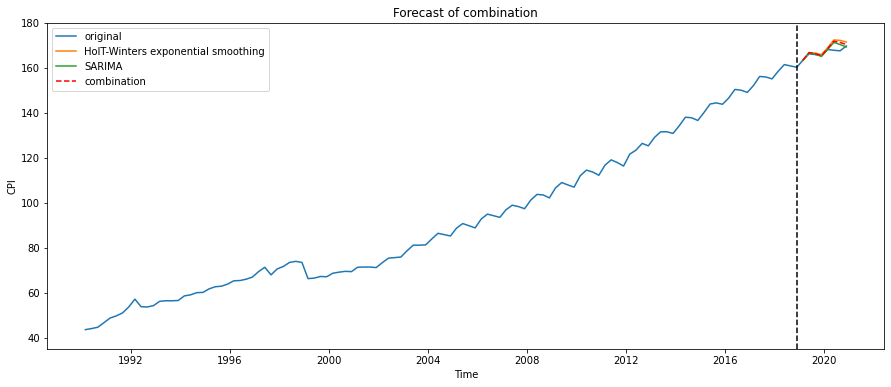 Forecast of combination
original
HolT-Winters exponential smoothing
SARIMA
combination
180
160
140
120
100
80
60
40
CPI
1992
1996
2000
2004
2008
2012
2016
2020
Time